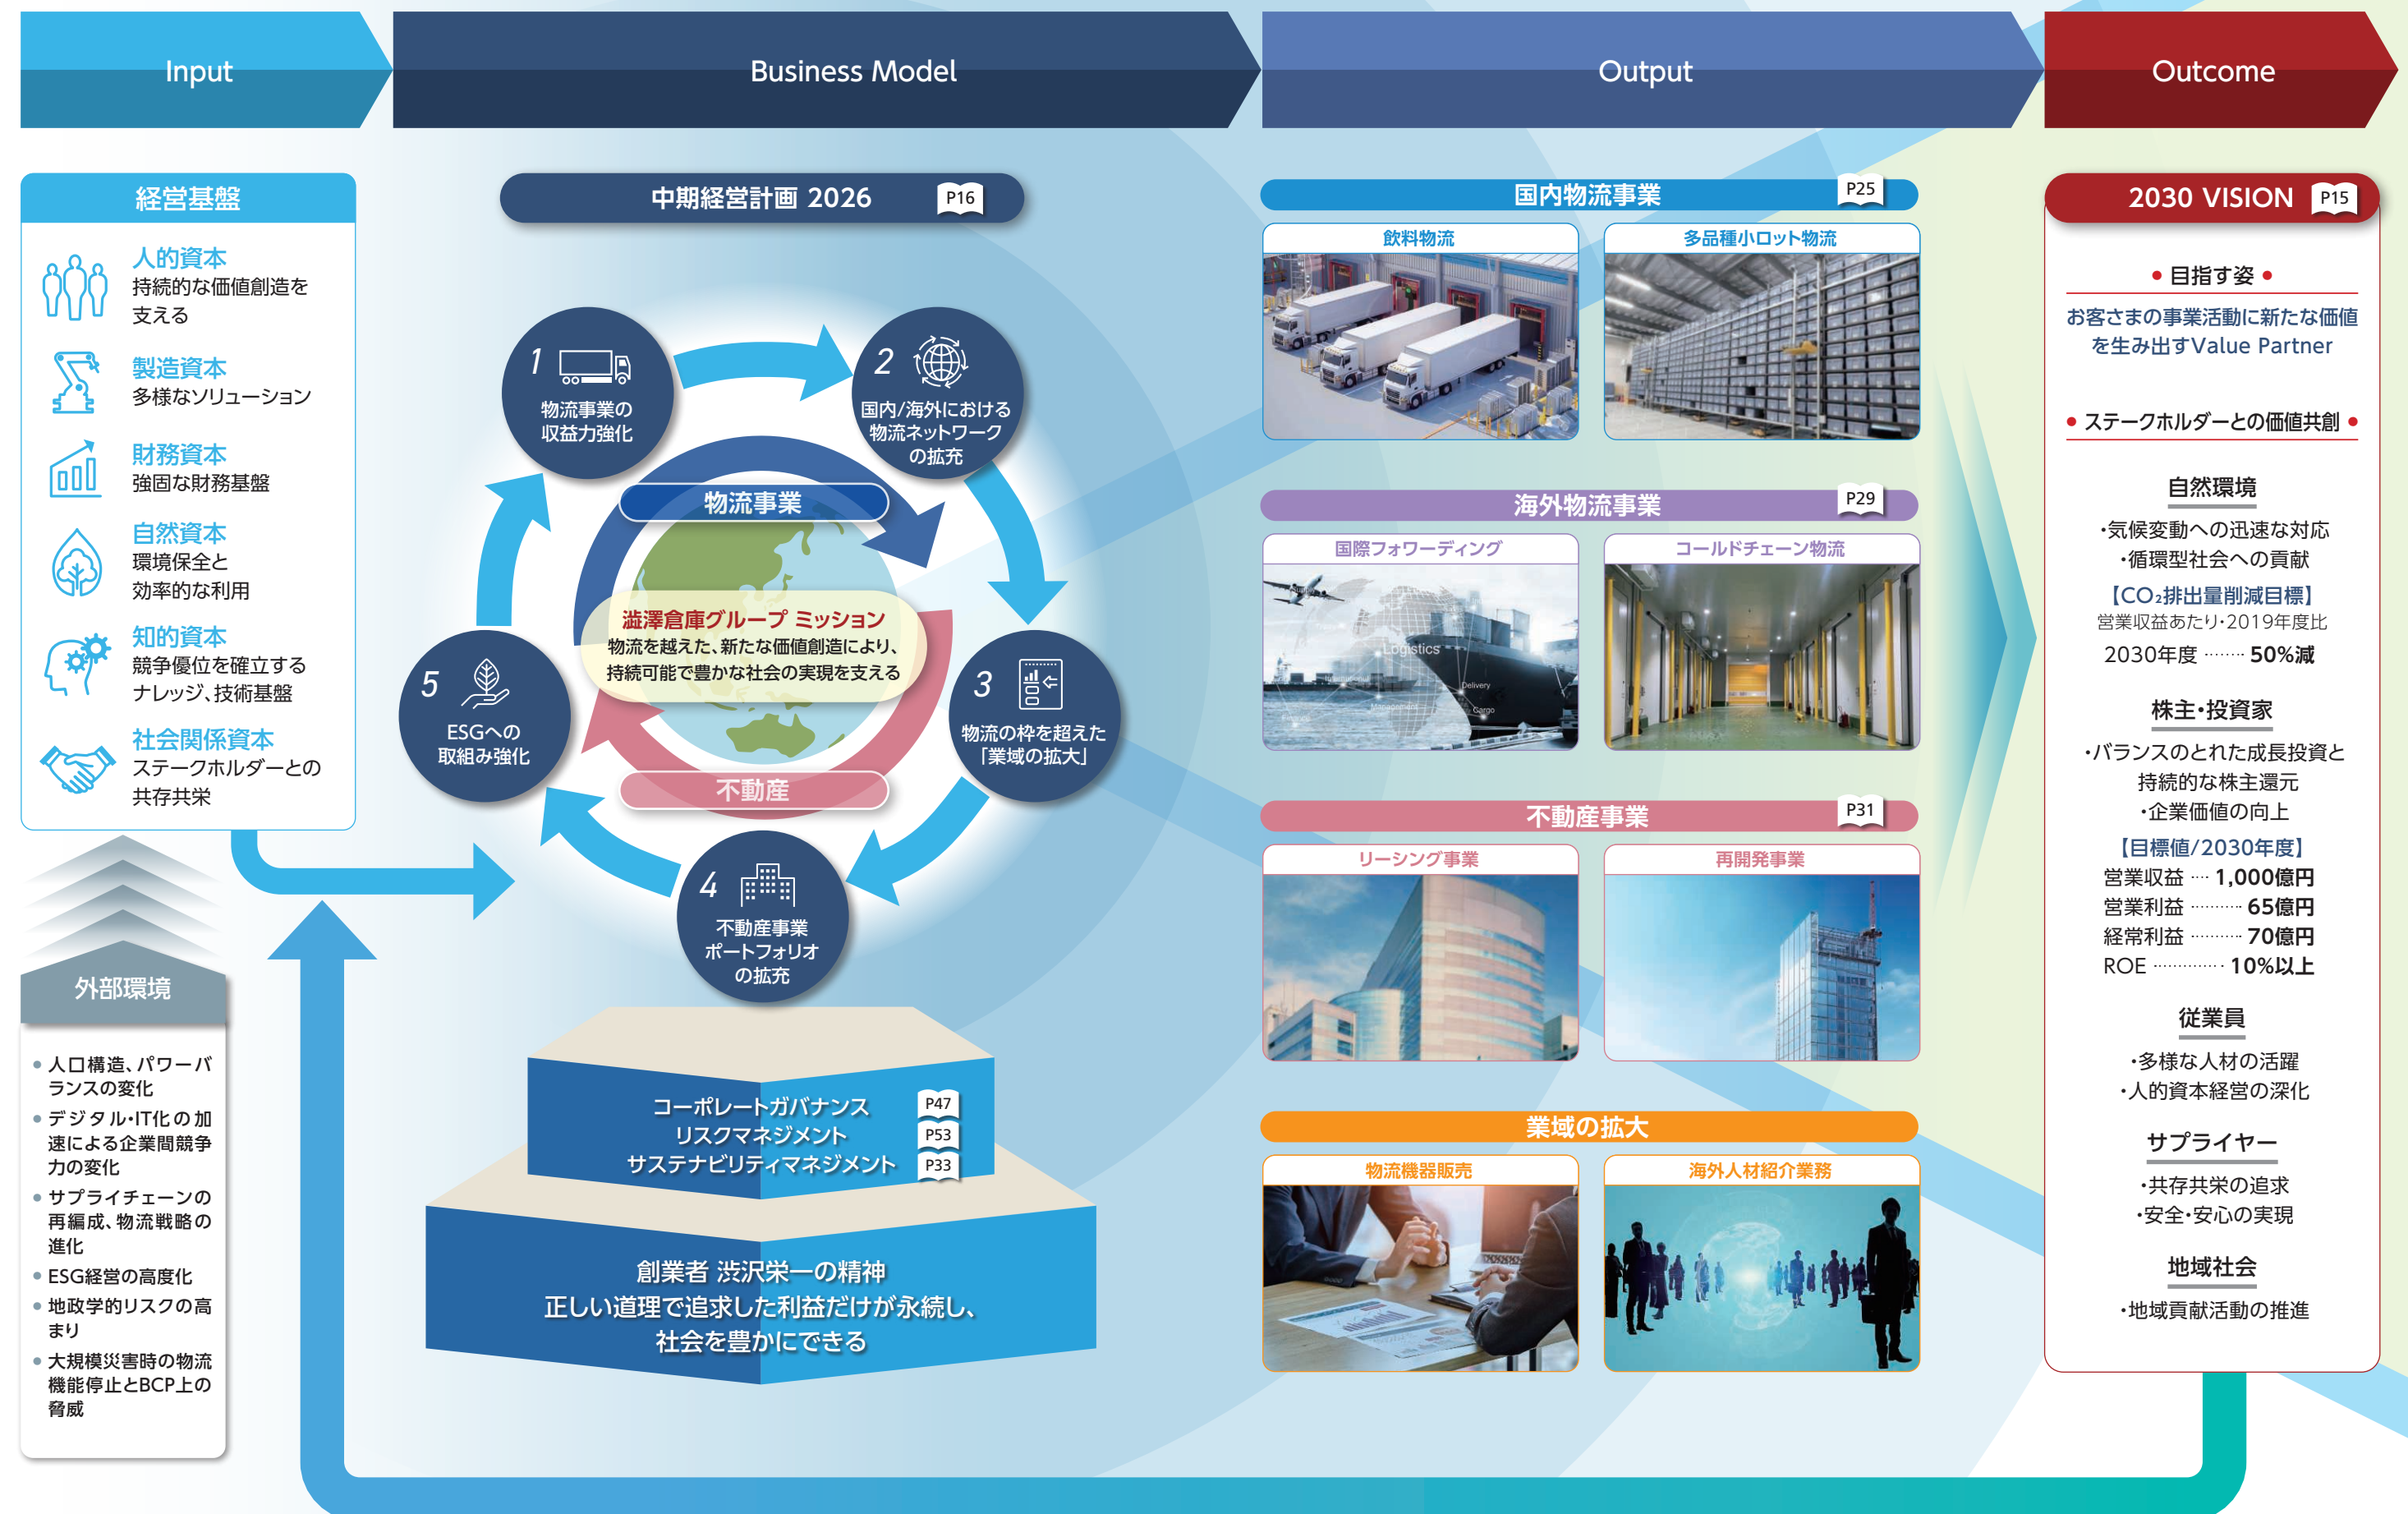 Input
Business Model
Output
Outcome
経営基盤
人的資本
持続的な価値創造を
支える
製造資本
多様なソリューション
財務資本
強固な財務基盤
自然資本
環境保全と
効率的な利用
知的資本
競争優位を確立する
ナレッジ、技術基盤
社会関係資本
ステークホルダーとの
共存共栄
外部環境
• 人口構造、パワーバ
ランスの変化
• デジタル・IT化の加
速による企業間競争
力の変化
• サプライチェーンの
再編成、物流戦略の
進化
• ESG経営の高度化
• 地政学的リスクの高
まり
• 大規模災害時の物流
機能停止とBCP上の
脅威
中期経営計画 2026 P16
1
物流事業の
収益力強化
2
国内/海外における
物流ネットワーク
の拡充
3
物流の枠を超えた
「業域の拡大」
4
不動産事業
ポートフォリオ
の拡充
5
ESGへの
取組み強化
物流事業
澁澤倉庫グループ ミッション
物流を越えた、新たな価値創造により、
持続可能で豊かな社会の実現を支える
不動産
コーポレートガバナンス P47
リスクマネジメント P53
サステナビリティマネジメント P33
創業者 渋沢栄一の精神
正しい道理で追求した利益だけが永続し、
社会を豊かにできる
国内物流事業 P25
飲料物流
多品種小ロット物流
海外物流事業 P29
国際フォワーディング
Logistics
International
Management
Delivery
Cargo
コールドチェーン物流
不動産事業 P31
リーシング事業
再開発事業
業域の拡大
物流機器販売
海外人材紹介業務
2030 VISION P15
• 目指す姿 •
お客さまの事業活動に新たな価値
を生み出すValue Partner
• ステークホルダーとの価値共創 •
自然環境
・気候変動への迅速な対応
・循環型社会への貢献
【CO₂排出量削減目標】
営業収益あたり・2019年度比
2030年度 ‥‥‥ 50%減
株主・投資家
・バランスのとれた成長投資と
持続的な株主還元
・企業価値の向上
【目標値/2030年度】
営業収益 ‥‥ 1,000億円
営業利益 ‥‥‥‥ 65億円
経常利益 ‥‥‥‥ 70億円
ROE ‥‥‥‥‥‥ 10%以上
従業員
・多様な人材の活躍
・人的資本経営の深化
サプライヤー
・共存共栄の追求
・安全・安心の実現
地域社会
・地域貢献活動の推進